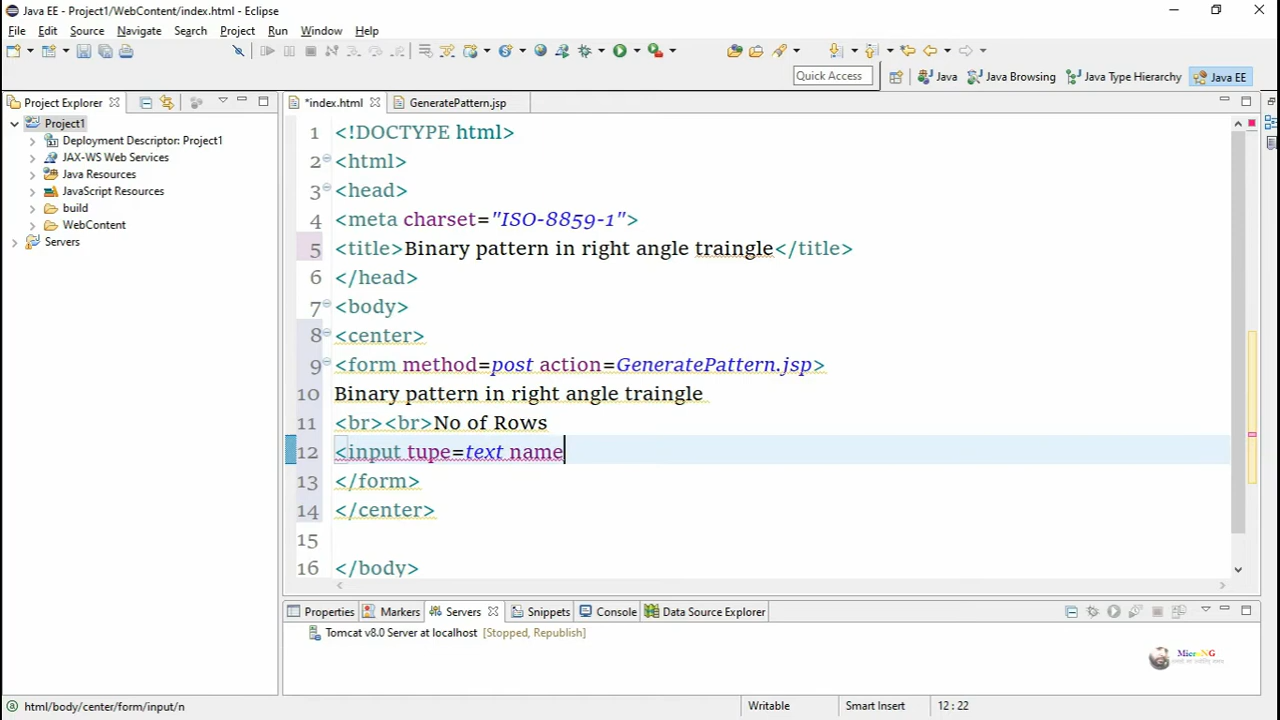 Java EE - Project1/WebContent/index.html - Eclipse
File Edit Source Navigate Search Project Run Window Help
Quick Access Java Java Browsing Java Type Hierarchy Java EE
Project Explorer
Project1
Deployment Descriptor: Project1
JAX-WS Web Services
Java Resources
JavaScript Resources
build
WebContent
Servers
*index.html GeneratePattern.jsp
1 <!DOCTYPE html>
2 <html>
3 <head>
4 <meta charset="ISO-8859-1">
5 <title>Binary pattern in right angle traingle</title>
6 </head>
7 <body>
8 <center>
9 <form method=post action=GeneratePattern.jsp>
10 Binary pattern in right angle traingle
11 <br><br>No of Rows
12 <input tupe=text name
13 </form>
14 </center>
15
16 </body>
Properties Markers Servers Snippets Console Data Source Explorer
Tomcat v8.0 Server at localhost [Stopped, Republish]
MicroNG
html/body/center/form/input/n Writable Smart Insert 12 : 22